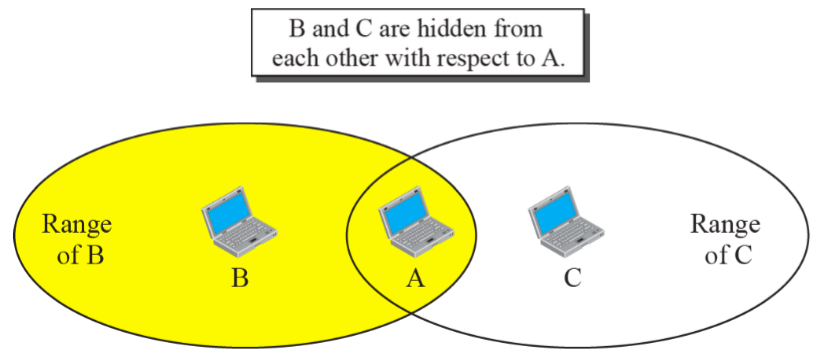 B and C are hidden from
each other with respect to A.
Range
of B
B
A
C
Range
of C